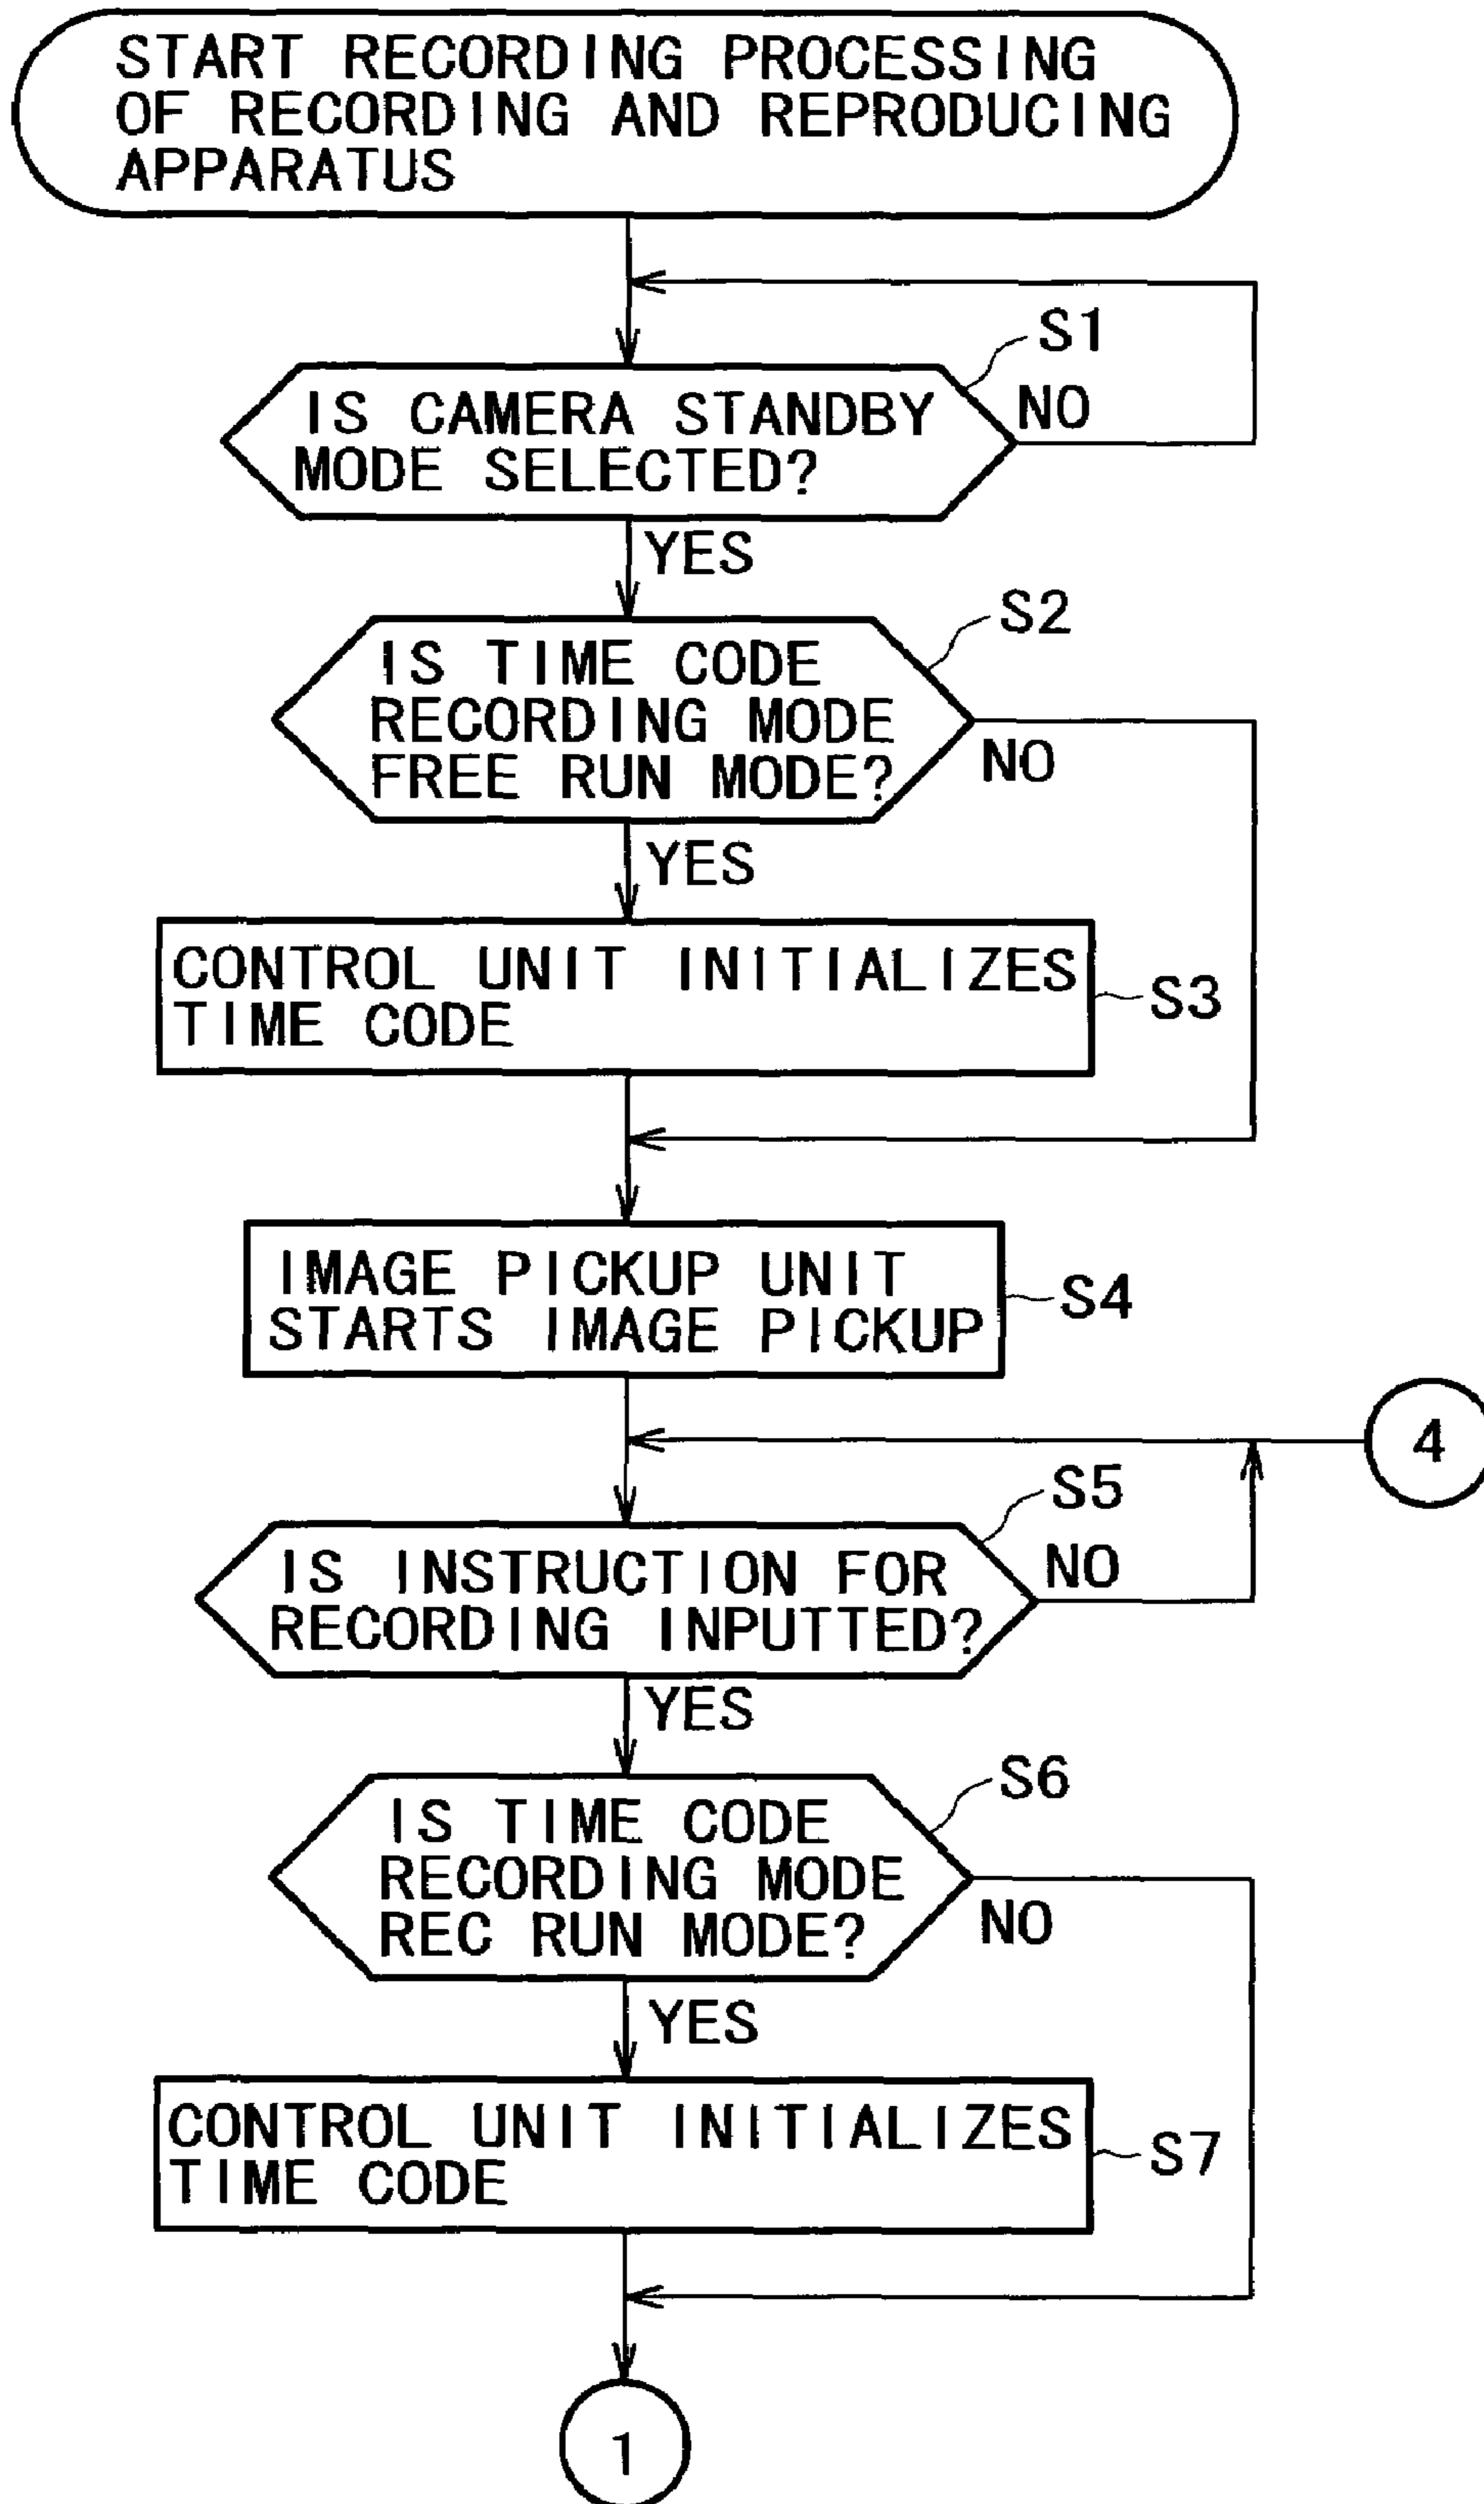 START RECORDING PROCESSING
OF RECORDING AND REPRODUCING
APPARATUS
S1
IS CAMERA STANDBY
MODE SELECTED?
NO
YES
S2
IS TIME CODE
RECORDING MODE
FREE RUN MODE?
NO
YES
CONTROL UNIT INITIALIZES
TIME CODE
S3
IMAGE PICKUP UNIT
STARTS IMAGE PICKUP
S4
4
S5
IS INSTRUCTION FOR
RECORDING INPUTTED?
NO
YES
S6
IS TIME CODE
RECORDING MODE
REC RUN MODE?
NO
YES
CONTROL UNIT INITIALIZES
TIME CODE
S7
1